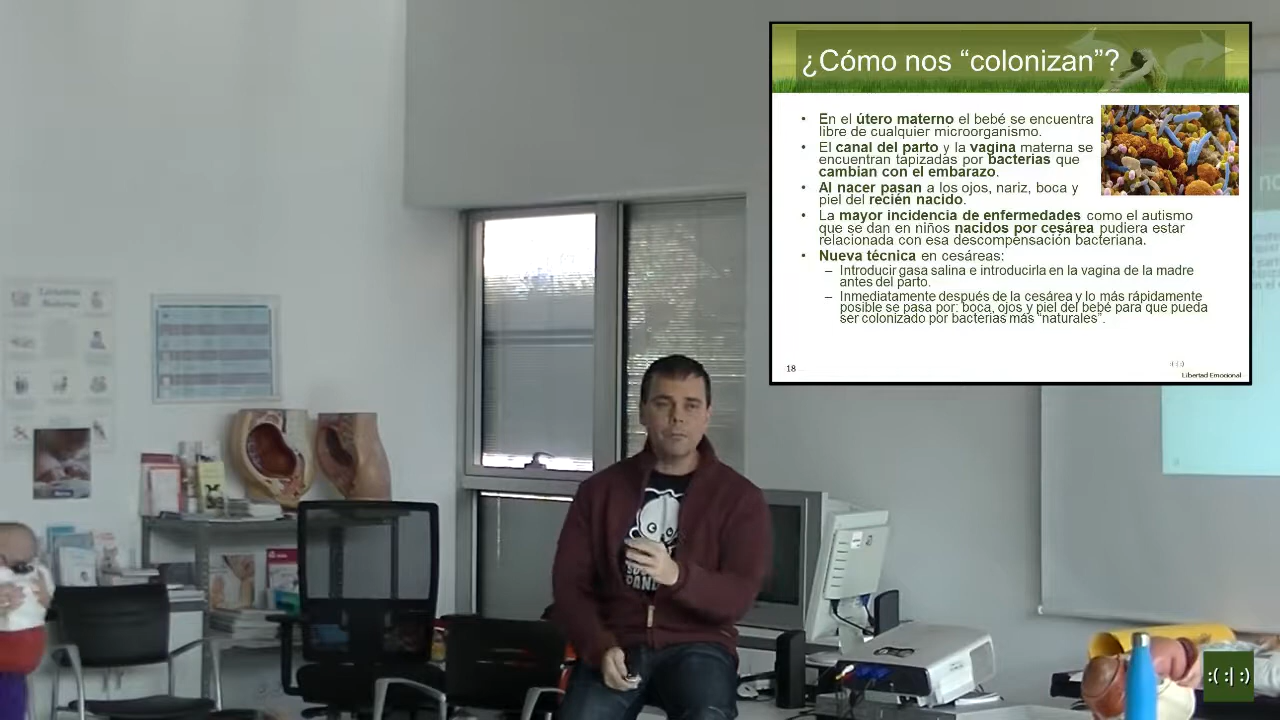 ¿Cómo nos “colonizan”?
• En el útero materno el bebé se encuentra
libre de cualquier microorganismo.
• El canal del parto y la vagina materna se
encuentran tapizadas por bacterias que
cambian con el embarazo.
• Al nacer pasan a los ojos, nariz, boca y
piel del recién nacido.
• La mayor incidencia de enfermedades como el autismo
que se dan en niños nacidos por cesárea pudiera estar
relacionada con esa descompensación bacteriana.
• Nueva técnica en cesáreas:
– Introducir gasa salina e introducirla en la vagina de la madre
antes del parto.
– Inmediatamente después de la cesárea y lo más rápidamente
posible se pasa por, boca, ojos y piel del bebé para que pueda
ser colonizado por bacterias más “naturales”.
18
:(:|:)
Libertad Emocional
PAND
:( :| :)